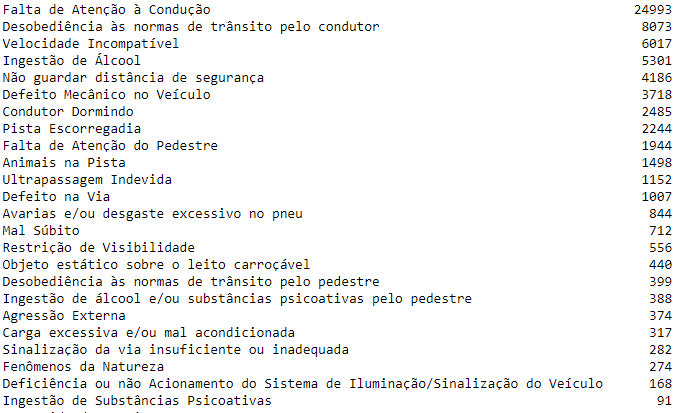 Falta de Atenção à Condução 24993
Desobediência às normas de trânsito pelo condutor 8073
Velocidade Incompatível 6017
Ingestão de Álcool 5301
Não guardar distância de segurança 4186
Defeito Mecânico no Veículo 3718
Condutor Dormindo 2485
Pista Escorregadia 2244
Falta de Atenção do Pedestre 1944
Animais na Pista 1498
Ultrapassagem Indevida 1152
Defeito na Via 1007
Avarias e/ou desgaste excessivo no pneu 844
Mal Súbito 712
Restrição de Visibilidade 556
Objeto estático sobre o leito carroçável 440
Desobediência às normas de trânsito pelo pedestre 399
Ingestão de álcool e/ou substâncias psicoativas pelo pedestre 388
Agressão Externa 374
Carga excessiva e/ou mal acondicionada 317
Sinalização da via insuficiente ou inadequada 282
Fenômenos da Natureza 274
Deficiência ou não Acionamento do Sistema de Iluminação/Sinalização do Veículo 168
Ingestão de Substâncias Psicoativas 91